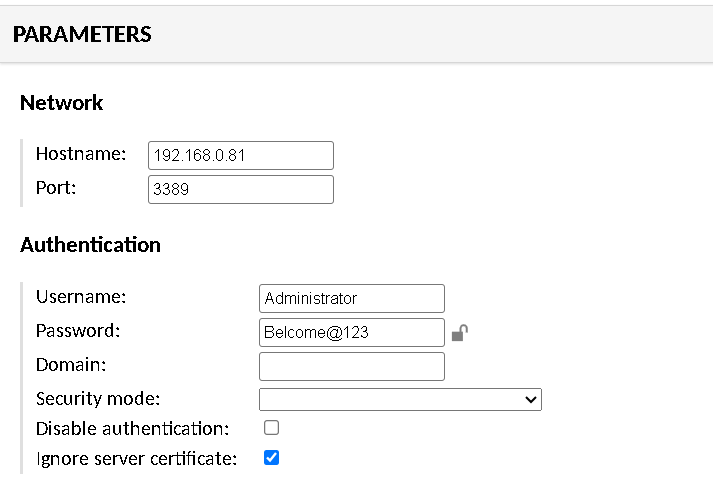 PARAMETERS
Network
Hostname: 192.168.0.81
Port: 3389
Authentication
Username: Administrator
Password: Belcome@123
Domain:
Security mode:
Disable authentication:
Ignore server certificate: